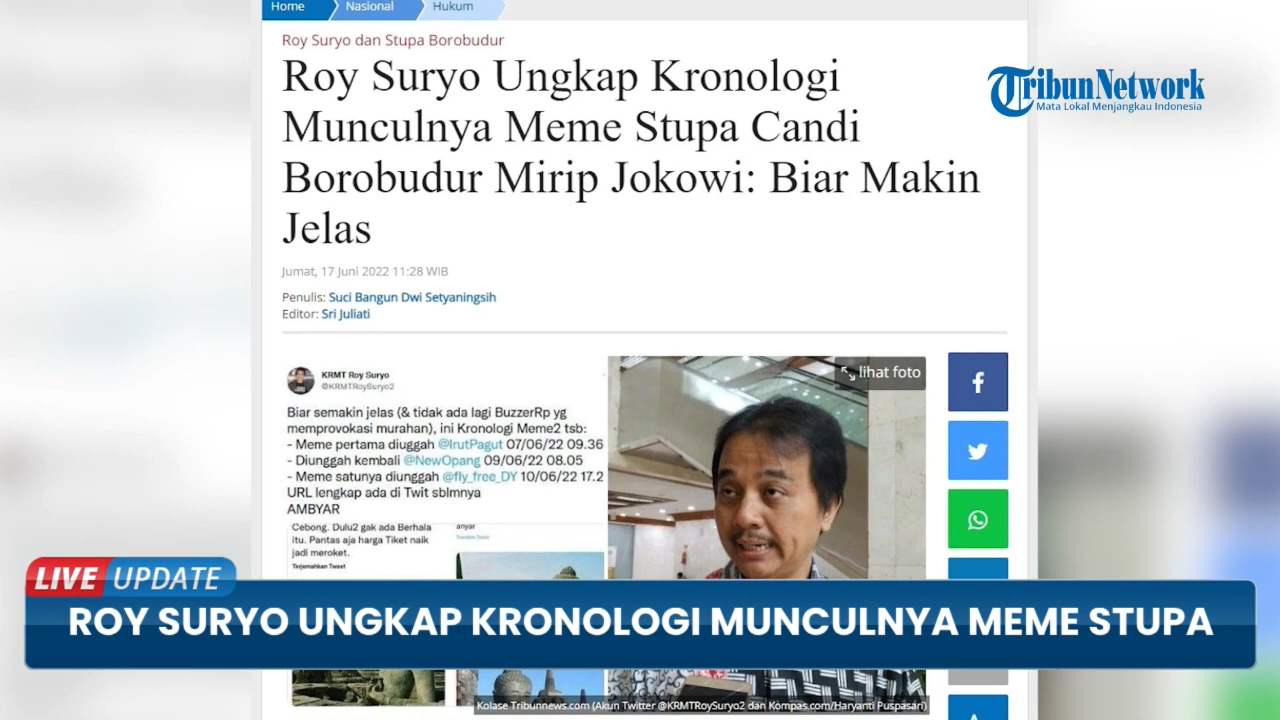 Home
Nasional
Hukum
Roy Suryo dan Stupa Borobudur
Roy Suryo Ungkap Kronologi
Munculnya Meme Stupa Candi
Borobudur Mirip Jokowi: Biar Makin
Jelas
TribunNetwork
Mata Lokal Menjangkau Indonesia
Jumat, 17 Juni 2022 11:28 WIB
Penulis: Suci Bangun Dwi Setyaningsih
Editor: Sri Juliati
lihat foto
KRMT Roy Suryo
@KRMTRoySuryo2
Biar semakin jelas (& tidak ada lagi BuzzerRp yg
memprovokasi murahan), ini Kronologi Meme2 tsb:
- Meme pertama diuggah @IrutPagut 07/06/22 09.36
- Diunggah kembali @NewOpang 09/06/22 08.05
- Meme satunya diunggah @fly_free_DY 10/06/22 17.2
URL lengkap ada di Twit sblmnya
AMBYAR
Cebong. Dulu2 gak ada Berhala
itu. Pantas aja harga Tiket naik
jadi meroket.
Terjemahkan Tweet
anyar
Translate Tweet
LIVE UPDATE
ROY SURYO UNGKAP KRONOLOGI MUNCULNYA MEME STUPA
Kolase Tribunnews.com (Akun Twitter @KRMTRoySuryo2 dan Kompas.com/Haryanti Puspasari)